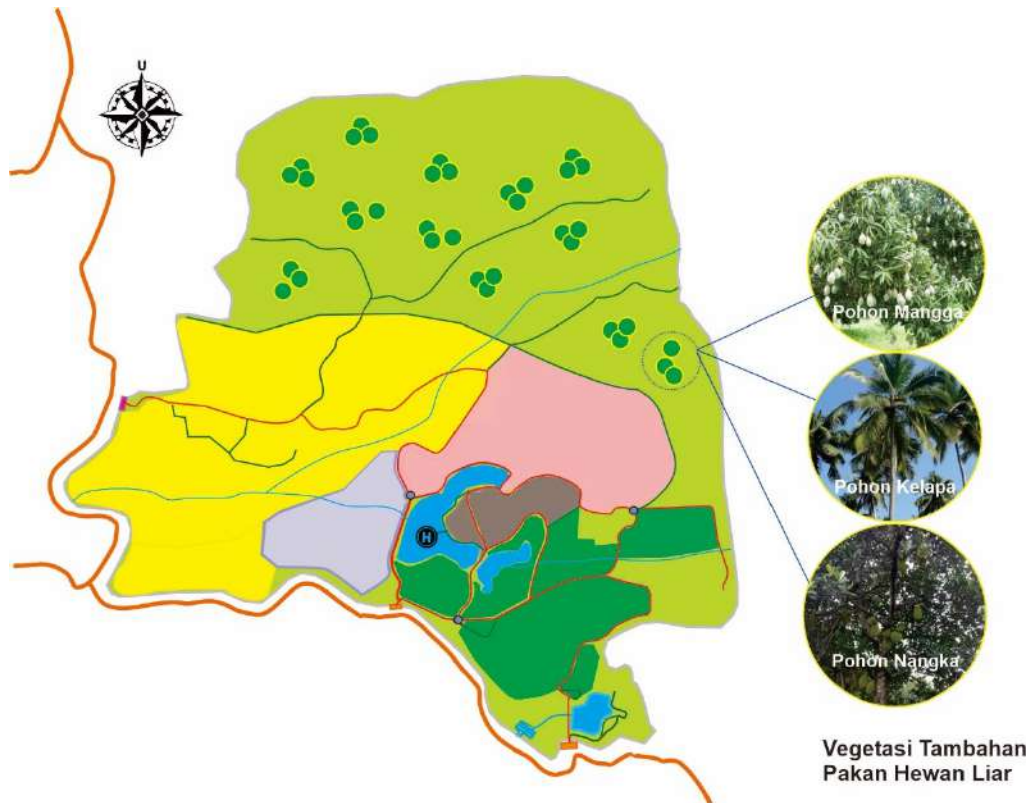 U
Pohon Mangga
Pohon Kelapa
H
Pohon Nangka
Vegetasi Tambahan
Pakan Hewan Liar